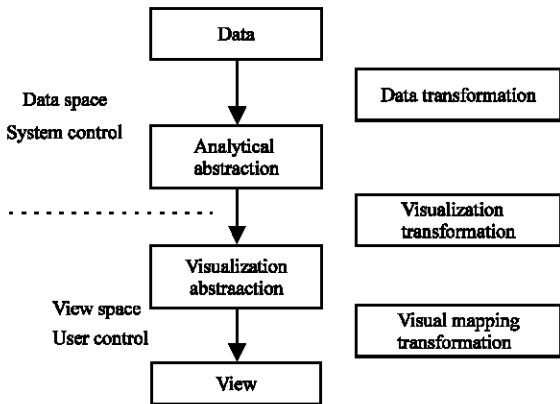 Data
Data space
System control
Data transformation
Analytical
abstraction
Visualization
transformation
Visualization
abstraaction
View space
User control
Visual mapping
transformation
View